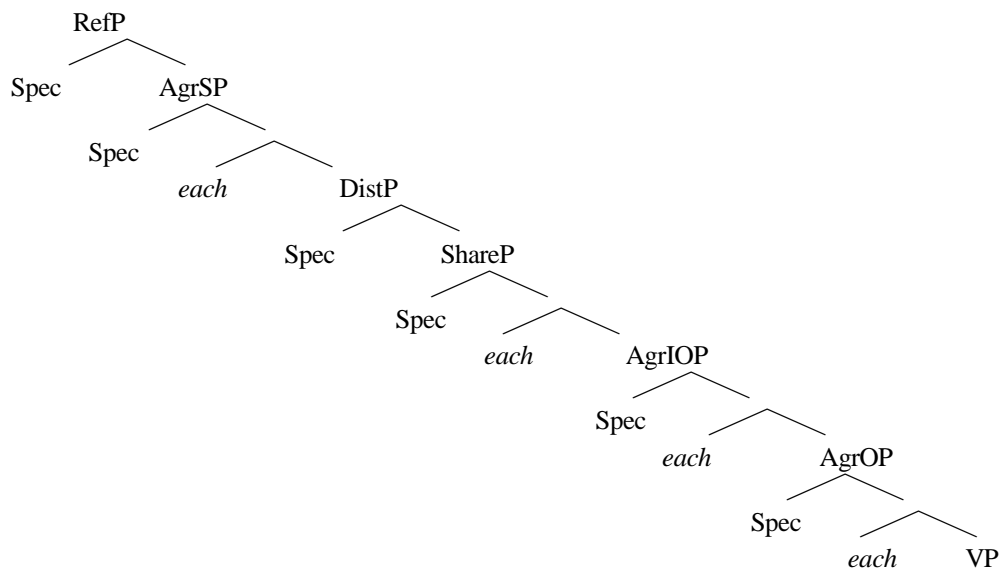 RefP
Spec AgrSP
Spec
each DistP
Spec ShareP
Spec
each AgrIOP
Spec
each AgrOP
Spec
each VP